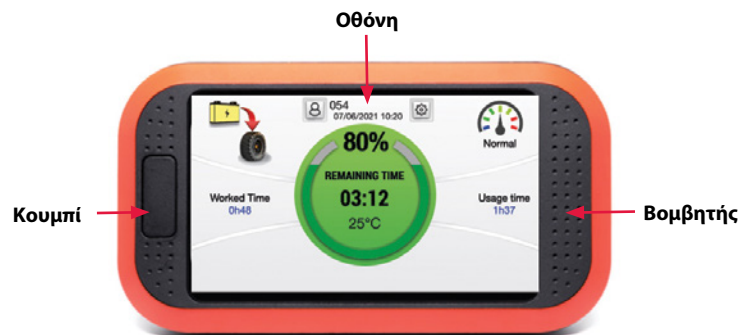 Οθόνη
054
07/06/2021 10:20
80%
Normal
REMAINING TIME
03:12
25°C
Worked Time
0h48
Usage time
1h37
Κουμπί
Βομβητής